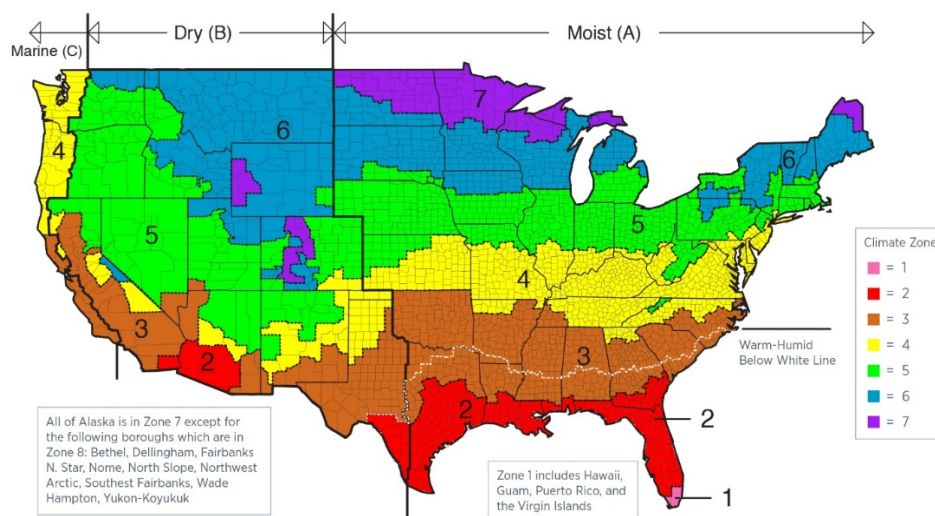 Marine (C)
Dry (B)
Moist (A)
7
6
4
6
5
5
4
3
3
2
2
2
1
Warm-Humid
Below White Line
Climate Zone
= 1
= 2
= 3
= 4
= 5
= 6
= 7
All of Alaska is in Zone 7 except for
the following boroughs which are in
Zone 8: Bethel, Dellingham, Fairbanks
N. Star, Nome, North Slope, Northwest
Arctic, Southest Fairbanks, Wade
Hampton, Yukon-Koyukuk
Zone 1 includes Hawaii,
Guam, Puerto Rico, and
the Virgin Islands